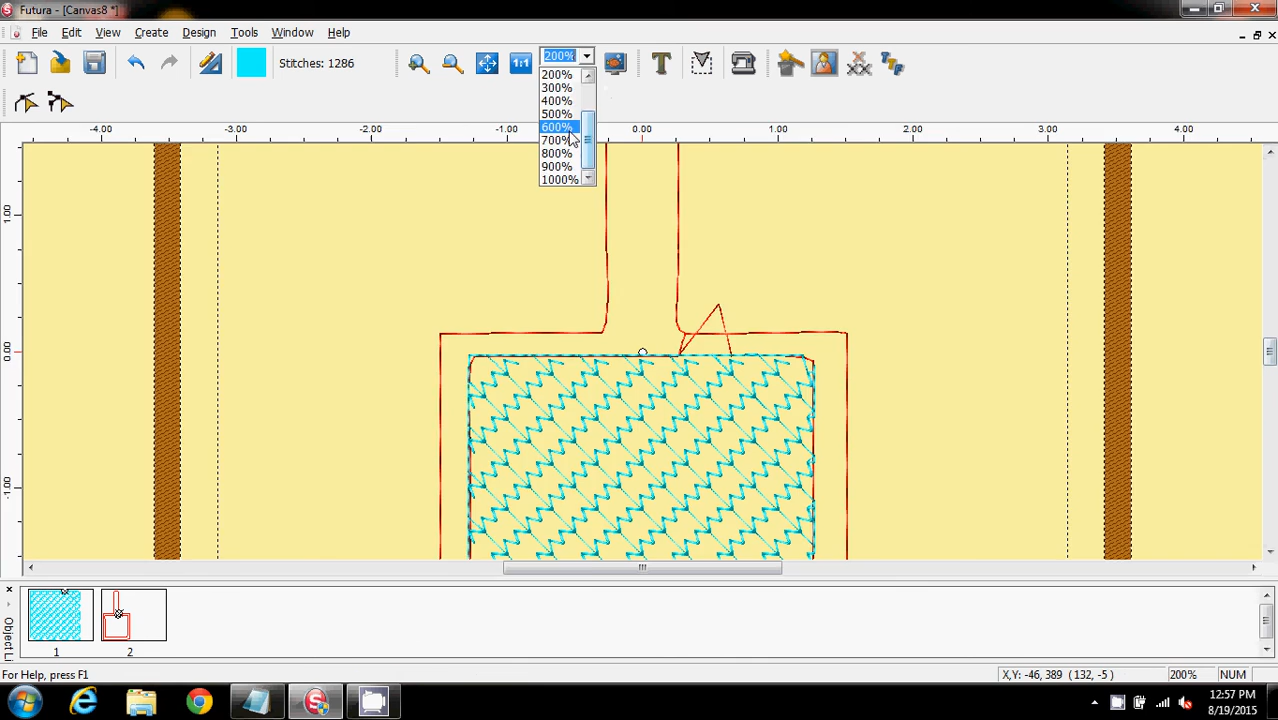 Futura - [Canvas8 *]
File Edit View Create Design Tools Window Help
Stitches: 1286
200%
200%
300%
400%
500%
600%
700%
800%
900%
1000%
-4.00 -3.00 -2.00 -1.00 0.00 1.00 2.00 3.00 4.00
1.00
0.00
-1.00
1 2
Object Li
For Help, press F1
X,Y: -46, 389 (132, -5) 200% NUM
12:57 PM
8/19/2015